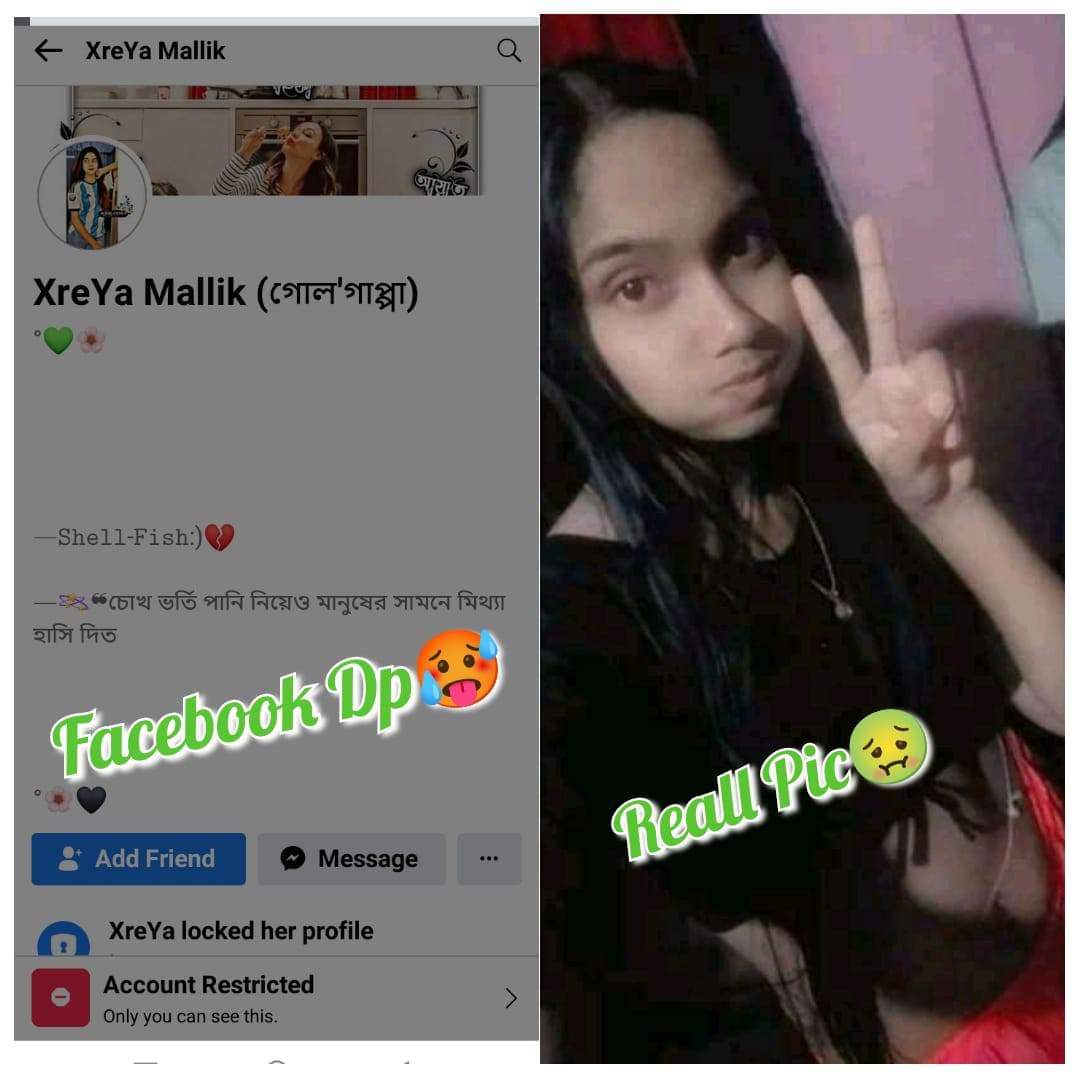 XreYa Mallik
XreYa Mallik (গোল'গাপ্পা)
°💚🌸
—Shell-Fish:)💔
—❝চোখ ভর্তি পানি নিয়েও মানুষের সামনে মিথ্যা
হাসি দিত
Facebook Dp🥵
°🌸🖤
Add Friend
Message
XreYa locked her profile
Account Restricted
Only you can see this.
Reall Pic🤢